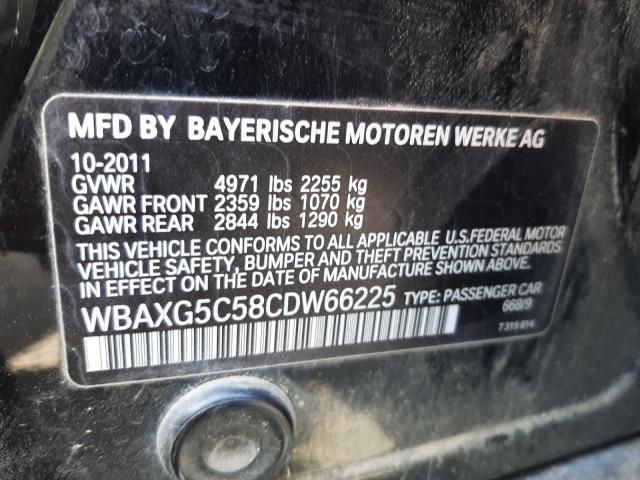 MFD BY BAYERISCHE MOTOREN WERKE AG
10-2011
GVWR 4971 lbs 2255 kg
GAWR FRONT 2359 lbs 1070 kg
GAWR REAR 2844 lbs 1290 kg
THIS VEHICLE CONFORMS TO ALL APPLICABLE U.S.FEDERAL MOTOR
VEHICLE SAFETY, BUMPER AND THEFT PREVENTION STANDARDS
IN EFFECT ON THE DATE OF MANUFACTURE SHOWN ABOVE.
WBAXG5C58CDW66225 TYPE: PASSENGER CAR
668/9
7 315 814